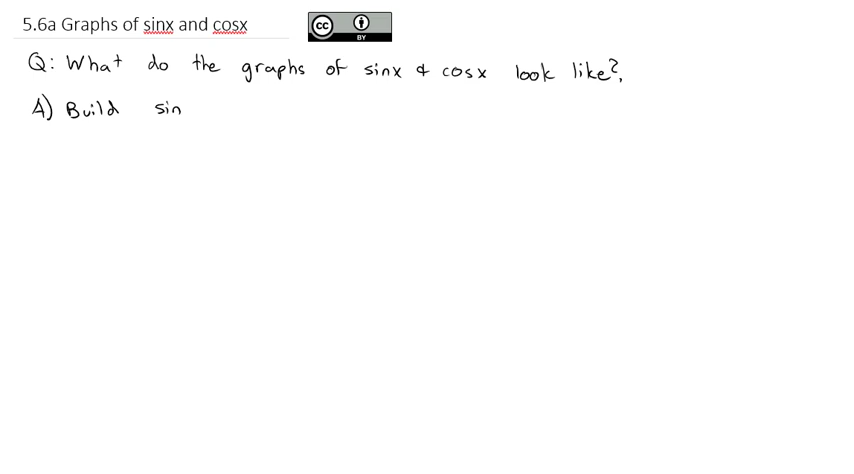 5.6a Graphs of sinx and cosx
cc BY
Q: What do the graphs of sinx & cosx look like?
A) Build sin